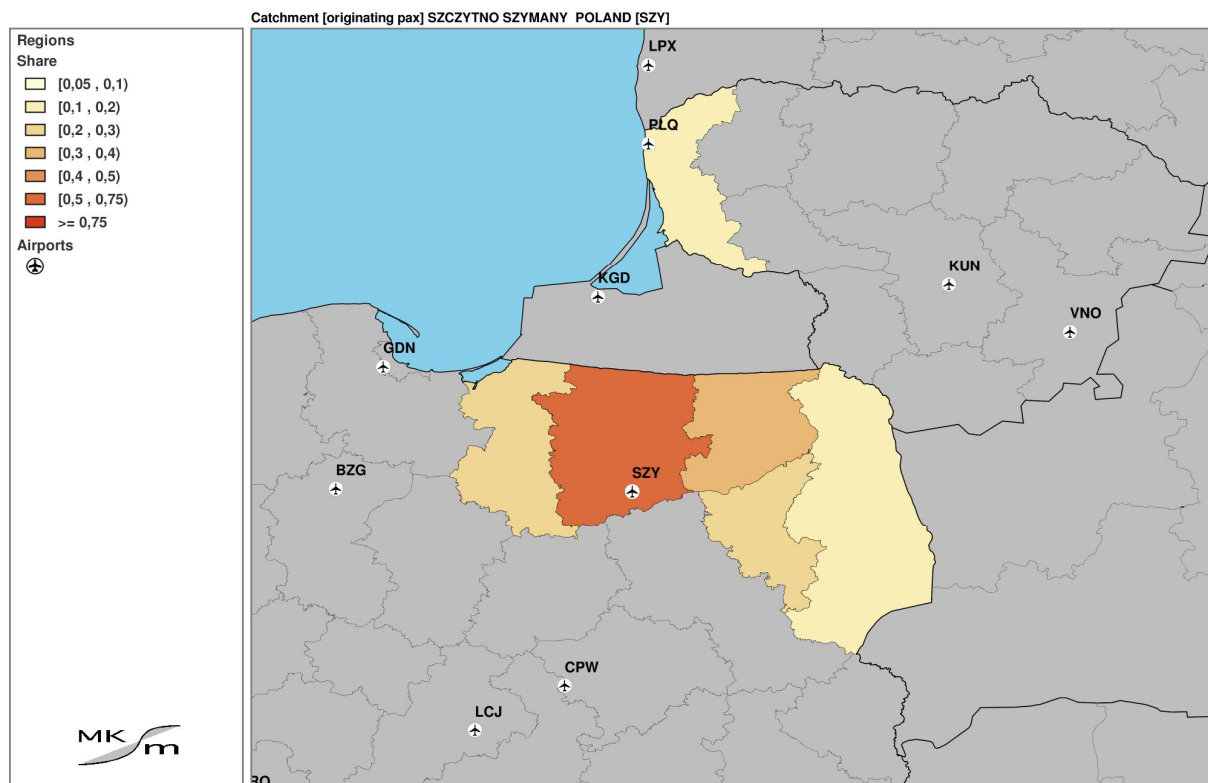 Catchment [originating pax] SZCZYTNO SZYMANY  POLAND [SZY]
Regions
Share
[0,05 , 0,1)
[0,1 , 0,2)
[0,2 , 0,3)
[0,3 , 0,4)
[0,4 , 0,5)
[0,5 , 0,75)
>= 0,75
Airports
LPX
PLQ
KGD
KUN
VNO
GDN
BZG
SZY
CPW
LCJ
MK
m